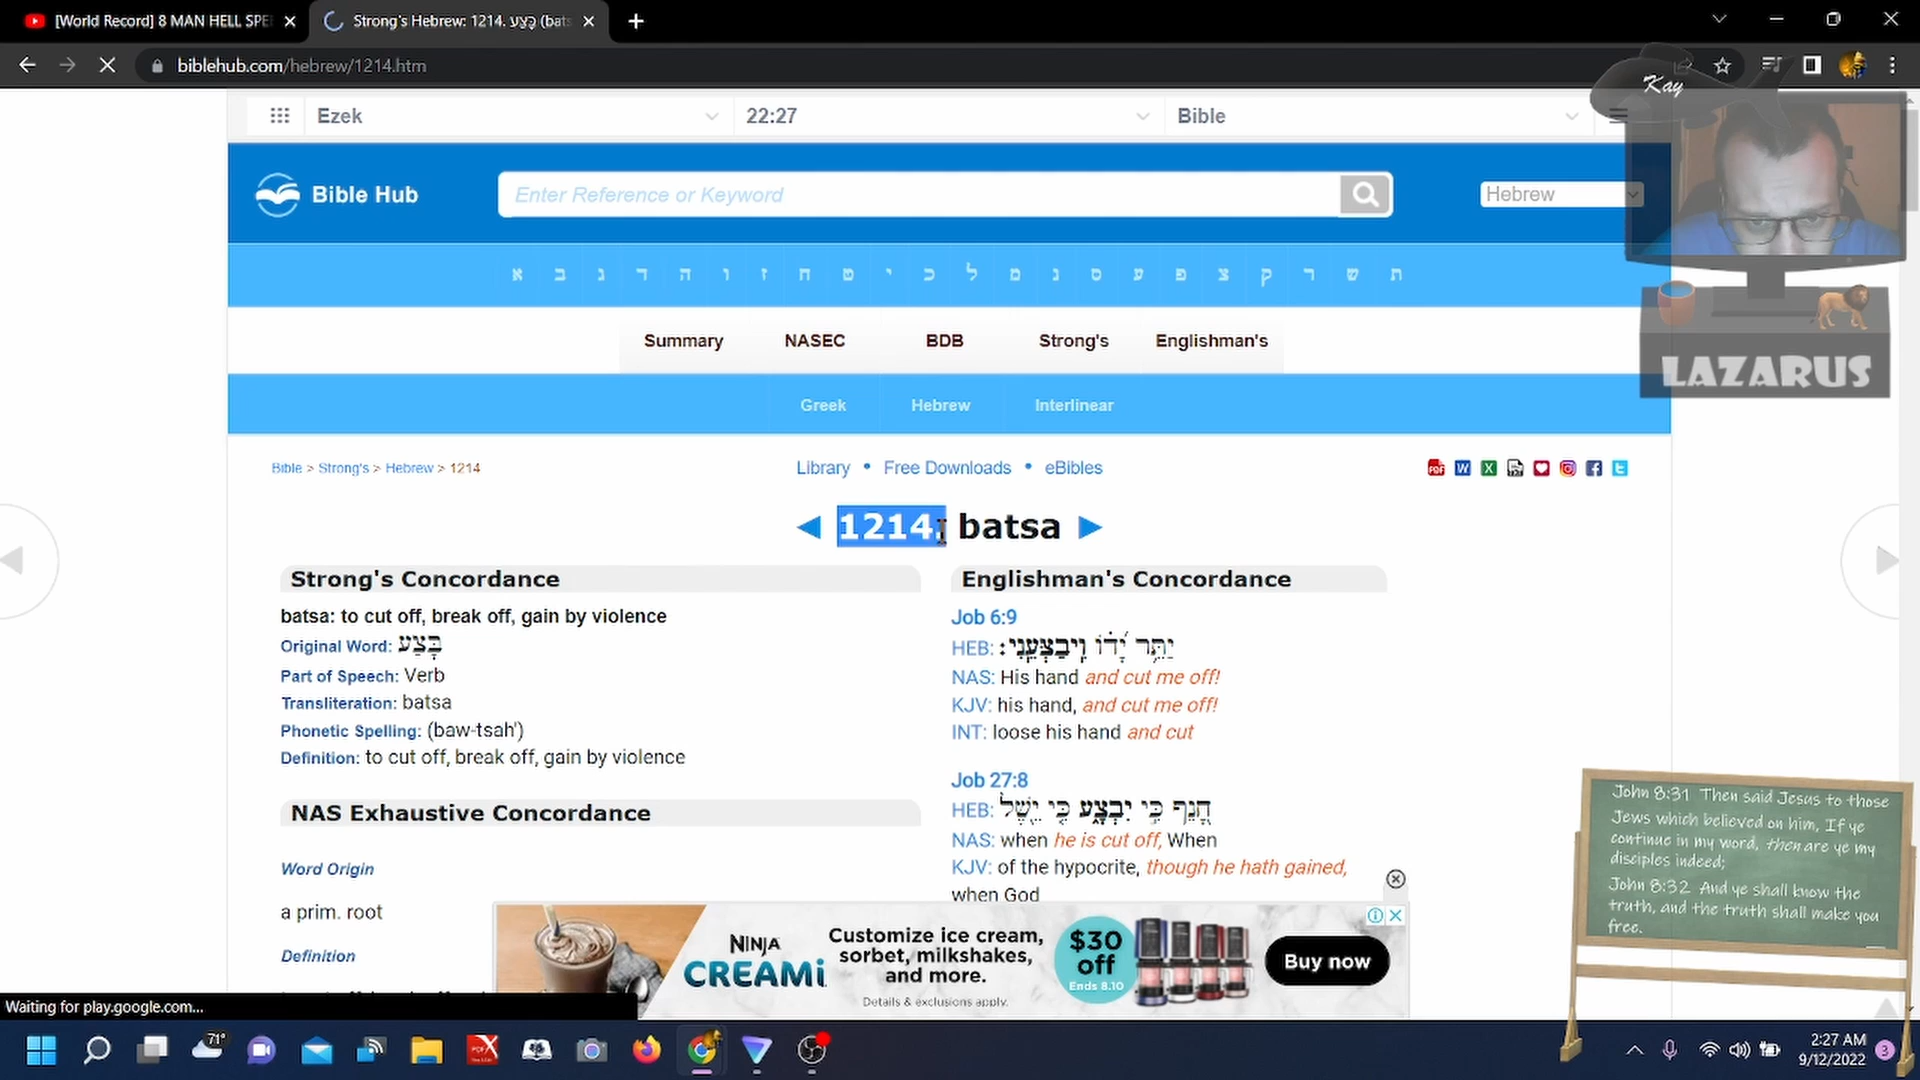 [World Record] 8 MAN HELL SPE
Strong's Hebrew: 1214. בָּצַע (bats
biblehub.com/hebrew/1214.htm
Kay
Ezek
22:27
Bible
Bible Hub
Enter Reference or Keyword
Hebrew
א ב ג ד ה ו ז ח ט י כ ל מ נ ס ע פ צ ק ר ש ת
Summary
NASEC
BDB
Strong's
Englishman's
LAZARUS
Greek
Hebrew
Interlinear
Bible > Strong's > Hebrew > 1214
Library • Free Downloads • eBibles
◄ 1214. batsa ►
Strong's Concordance
batsa: to cut off, break off, gain by violence
Original Word: בָּצַע
Part of Speech: Verb
Transliteration: batsa
Phonetic Spelling: (baw-tsah')
Definition: to cut off, break off, gain by violence
NAS Exhaustive Concordance
Word Origin
a prim. root
Definition
Englishman's Concordance
Job 6:9
HEB: יַתֵּ֥ר יָ֝ד֗וֹ וִֽיבַצְּעֵֽנִי׃
NAS: His hand and cut me off!
KJV: his hand, and cut me off!
INT: loose his hand and cut
Job 27:8
HEB: חָ֭נֵף כִּ֣י יִבְצָ֑ע כִּ֤י יֵ֖שֶׁל
NAS: when he is cut off, When
KJV: of the hypocrite, though he hath gained,
when God
NINJA
CREAMi
Customize ice cream,
sorbet, milkshakes,
and more.
Details & exclusions apply.
$30
off
Ends 8.10
Buy now
John 8:31 Then said Jesus to those
Jews which believed on him, If ye
continue in my word, then are ye my
disciples indeed;
John 8:32 And ye shall know the
truth, and the truth shall make you
free.
Waiting for play.google.com...
71°
2:27 AM
9/12/2022
3